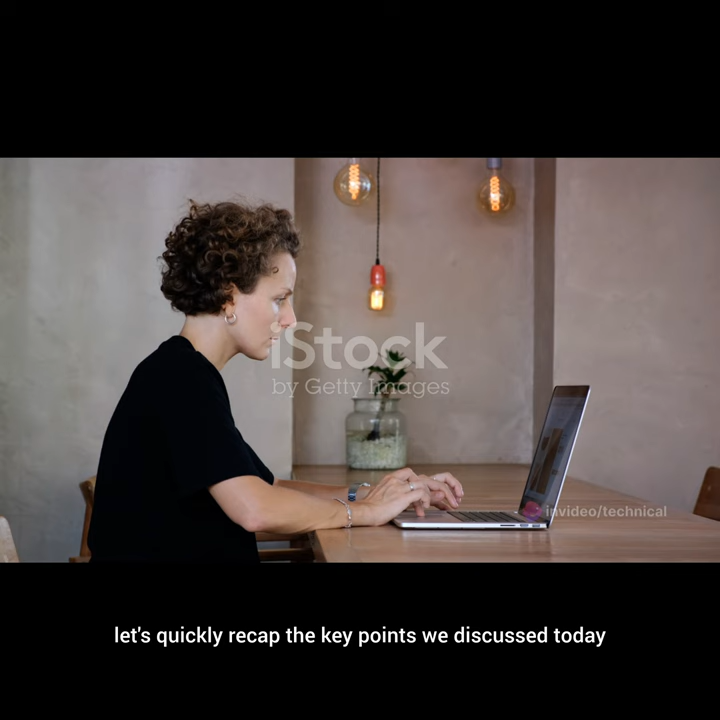 iStock
by Getty Images
invideo/technical
let's quickly recap the key points we discussed today